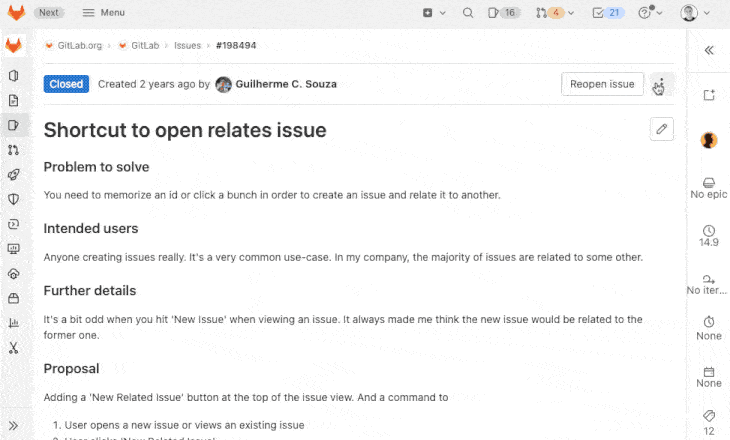 Next Menu 16 4 21
GitLab.org › GitLab › Issues › #198494
Closed Created 2 years ago by Guilherme C. Souza Reopen issue
Shortcut to open relates issue
Problem to solve
You need to memorize an id or click a bunch in order to create an issue and relate it to another.
No epic
Intended users
14.9
Anyone creating issues really. It's a very common use-case. In my company, the majority of issues are related to some other.
Further details
No iter...
It's a bit odd when you hit 'New Issue' when viewing an issue. It always made me think the new issue would be related to the
former one.
None
Proposal
None
Adding a 'New Related Issue' button at the top of the issue view. And a command to
1. User opens a new issue or views an existing issue
12
2. User clicks 'New Related Issue'